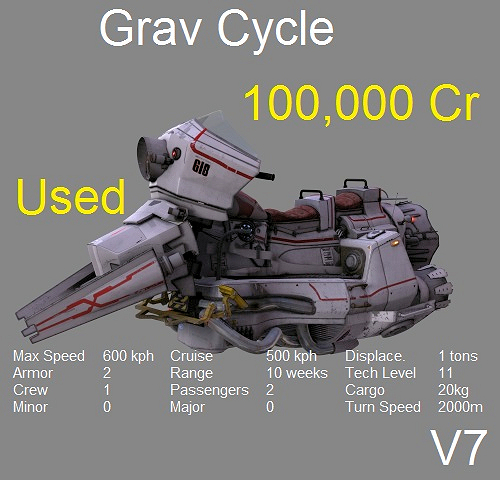 Grav Cycle
100,000 Cr
618
Used
Max Speed 600 kph Cruise 500 kph Displace. 1 tons
Armor 2 Range 10 weeks Tech Level 11
Crew 1 Passengers 2 Cargo 20kg
Minor 0 Major 0 Turn Speed 2000m
V7